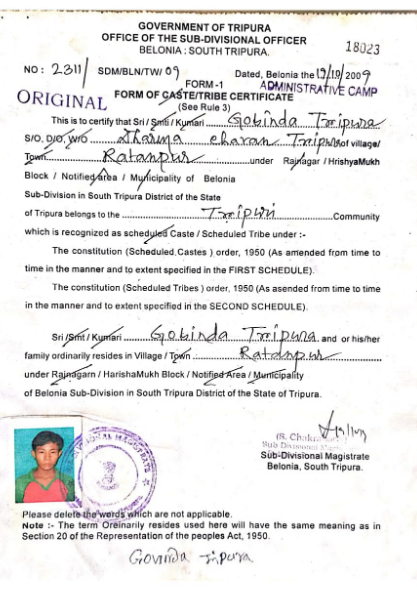 GOVERNMENT OF TRIPURA
OFFICE OF THE SUB-DIVISIONAL OFFICER
BELONIA : SOUTH TRIPURA.
18023
NO : 2311/ SDM/BLN/TW/ 09 Dated, Belonia the 19/10/2009
FORM -1 ADMINISTRATIVE CAMP
ORIGINAL FORM OF CASTE/TRIBE CERTIFICATE
(See Rule 3)
This is to certify that Sri / Smti / Kumari Gobinda Tripura
S/O, D/O, W/O Dharma charan Tripura of village/
Town Ratanpur under Rajnagar / HrishyaMukh
Block / Notified area / Municipality of Belonia
Sub-Division in South Tripura District of the State
of Tripura belongs to the Tripuri Community
which is recognized as scheduled Caste / Scheduled Tribe under :-
The constitution (Scheduled Castes ) order, 1950 (As amended from time to
time in the manner and to extent specified in the FIRST SCHEDULE).
The constitution (Scheduled Tribes ) order, 1950 (As asended from time to time
in the manner and to extent specified in the SECOND SCHEDULE).
Sri /Smt / Kumari Gobinda Tripura and or his/her
family ordinarily resides in Village / Town Ratanpur
under Rajnagarn / HarishaMukh Block / Notified Area / Municipality
of Belonia Sub-Division in South Tripura District of the State of Tripura.
Sub-Divisional Magistrate
Belonia, South Tripura.
Please delete the words which are not applicable.
Note :- The term Oreinarily resides used here will have the same meaning as in
Section 20 of the Representation of the peoples Act, 1950.
Govinda Tripura